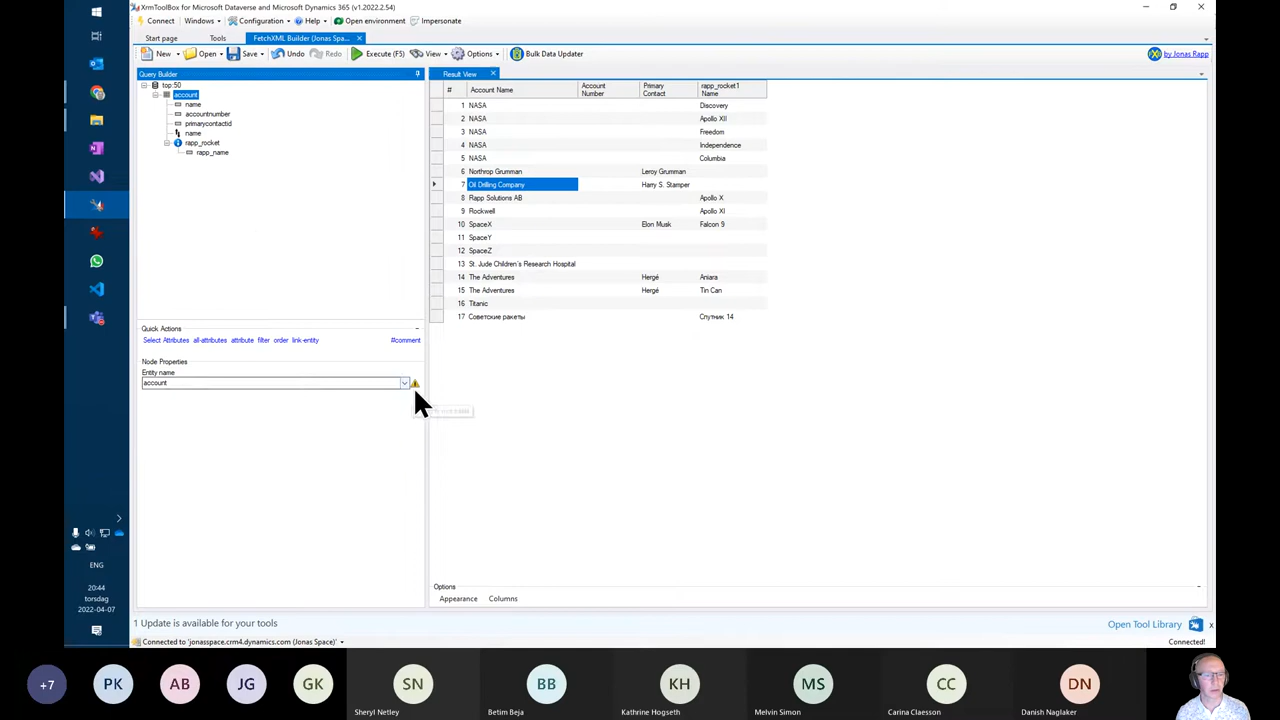 XrmToolBox for Microsoft Dataverse and Microsoft Dynamics 365 (v1.2022.2.54)
Connect Windows Configuration Help Open environment Impersonate
Start page Tools FetchXML Builder (Jonas Spa...
New Open Save Undo Redo Execute (F5) View Options Bulk Data Updater by Jonas Rapp
Query Builder
top:50
account
name
accountnumber
primarycontactid
name
rapp_rocket
rapp_name
Quick Actions
Select Attributes all-attributes attribute filter order link-entity #comment
Node Properties
Entity name
account
Result View
# Account Name Account Number Primary Contact rapp_rocket1 Name
1 NASA Discovery
2 NASA Apollo XII
3 NASA Freedom
4 NASA Independence
5 NASA Columbia
6 Northrop Grumman Leroy Grumman
7 Oil Drilling Company Harry S. Stamper
8 Rapp Solutions AB Apollo X
9 Rockwell Apollo XI
10 SpaceX Elon Musk Falcon 9
11 SpaceY
12 SpaceZ
13 St. Jude Children's Research Hospital
14 The Adventures Hergé Aniara
15 The Adventures Hergé Tin Can
16 Titanic
17 Советские ракеты Спутник 14
Options
Appearance Columns
1 Update is available for your tools Open Tool Library x
Connected to 'jonasspace.crm4.dynamics.com (Jonas Space)' Connected!
ENG
20:44
torsdag
2022-04-07
+7 PK AB JG GK SN BB KH MS CC DN
Sheryl Netley Betim Beja Kathrine Hogseth Melvin Simon Carina Claesson Danish Naglaker